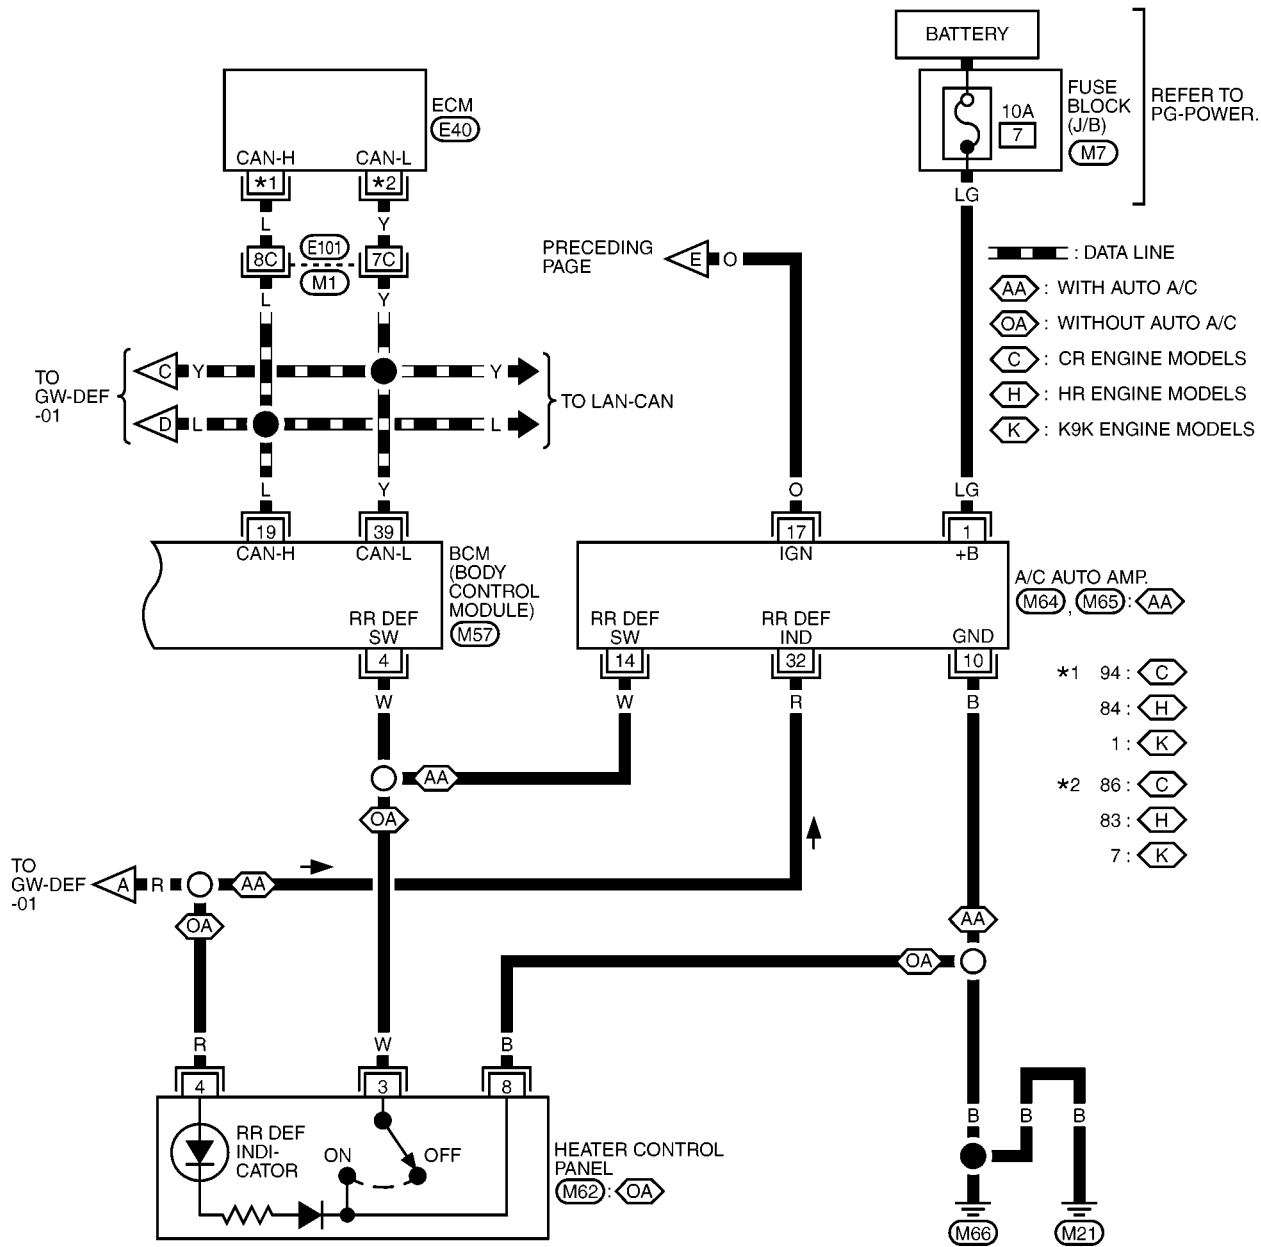 BATTERY
FUSE
BLOCK
(J/B)
M7
10A
7
REFER TO
PG-POWER.
LG
ECM
E40
CAN-H CAN-L
*1 *2
L Y
8C E101 7C
M1
L Y
PRECEDING
PAGE
E O
: DATA LINE
AA : WITH AUTO A/C
OA : WITHOUT AUTO A/C
C : CR ENGINE MODELS
H : HR ENGINE MODELS
K : K9K ENGINE MODELS
TO
GW-DEF
-01
C Y Y
D L L
TO LAN-CAN
L Y O LG
19 39 17 1
CAN-H CAN-L IGN +B
BCM
(BODY
CONTROL
MODULE)
M57
A/C AUTO AMP.
M64 , M65 : AA
RR DEF
SW
RR DEF
SW
RR DEF
IND
GND
4 14 32 10
W W R B
*1 94 : C
84 : H
1 : K
*2 86 : C
83 : H
7 : K
AA
OA
TO
GW-DEF
-01
A R AA
OA
AA
OA
R W B
4 3 8
RR DEF
INDI-
CATOR
ON OFF
HEATER CONTROL
PANEL
M62 : OA
B B B
M66 M21